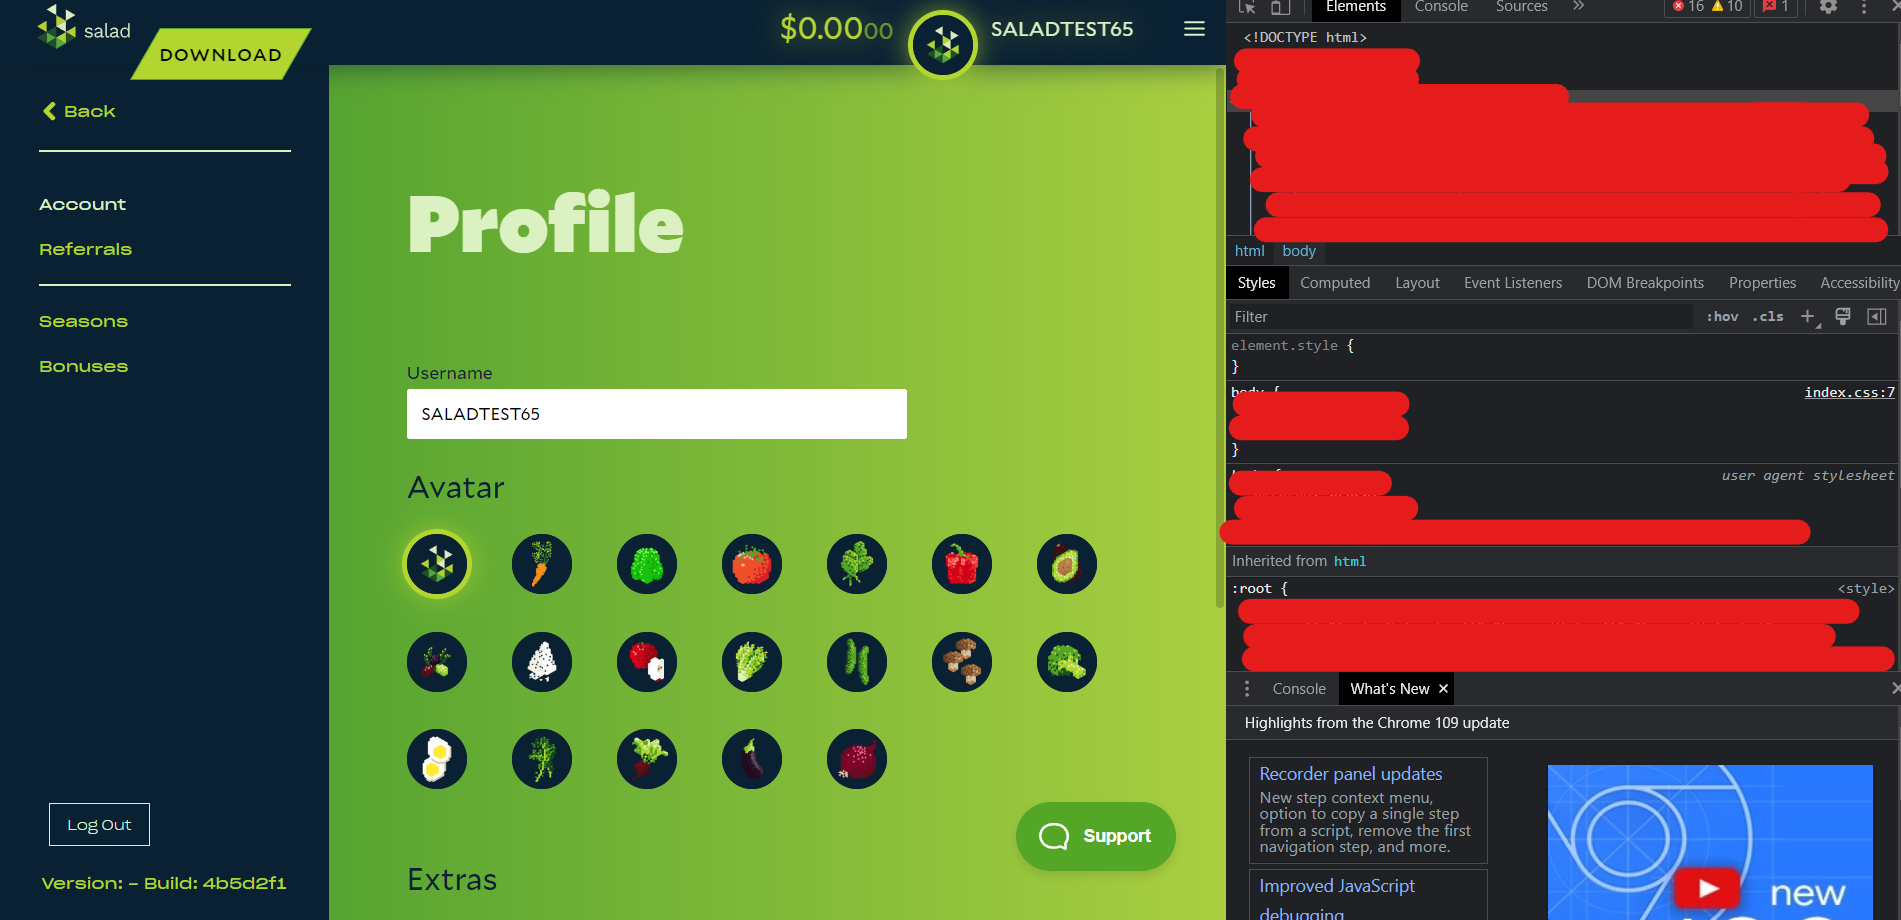 salad
DOWNLOAD
$0.0000
SALADTEST65
Back
Account
Referrals
Seasons
Bonuses
Log Out
Version: - Build: 4b5d2f1
Profile
Username
SALADTEST65
Avatar
Extras
Support
Elements Console Sources »
16 10 1
<!DOCTYPE html>
html body
Styles Computed Layout Event Listeners DOM Breakpoints Properties Accessibility
Filter :hov .cls
element.style {
}
body { index.css:7
}
user agent stylesheet
Inherited from html
:root { <style>
Console What's New
Highlights from the Chrome 109 update
Recorder panel updates
New step context menu,
option to copy a single step
from a script, remove the first
navigation step, and more.
Improved JavaScript
debugging
new